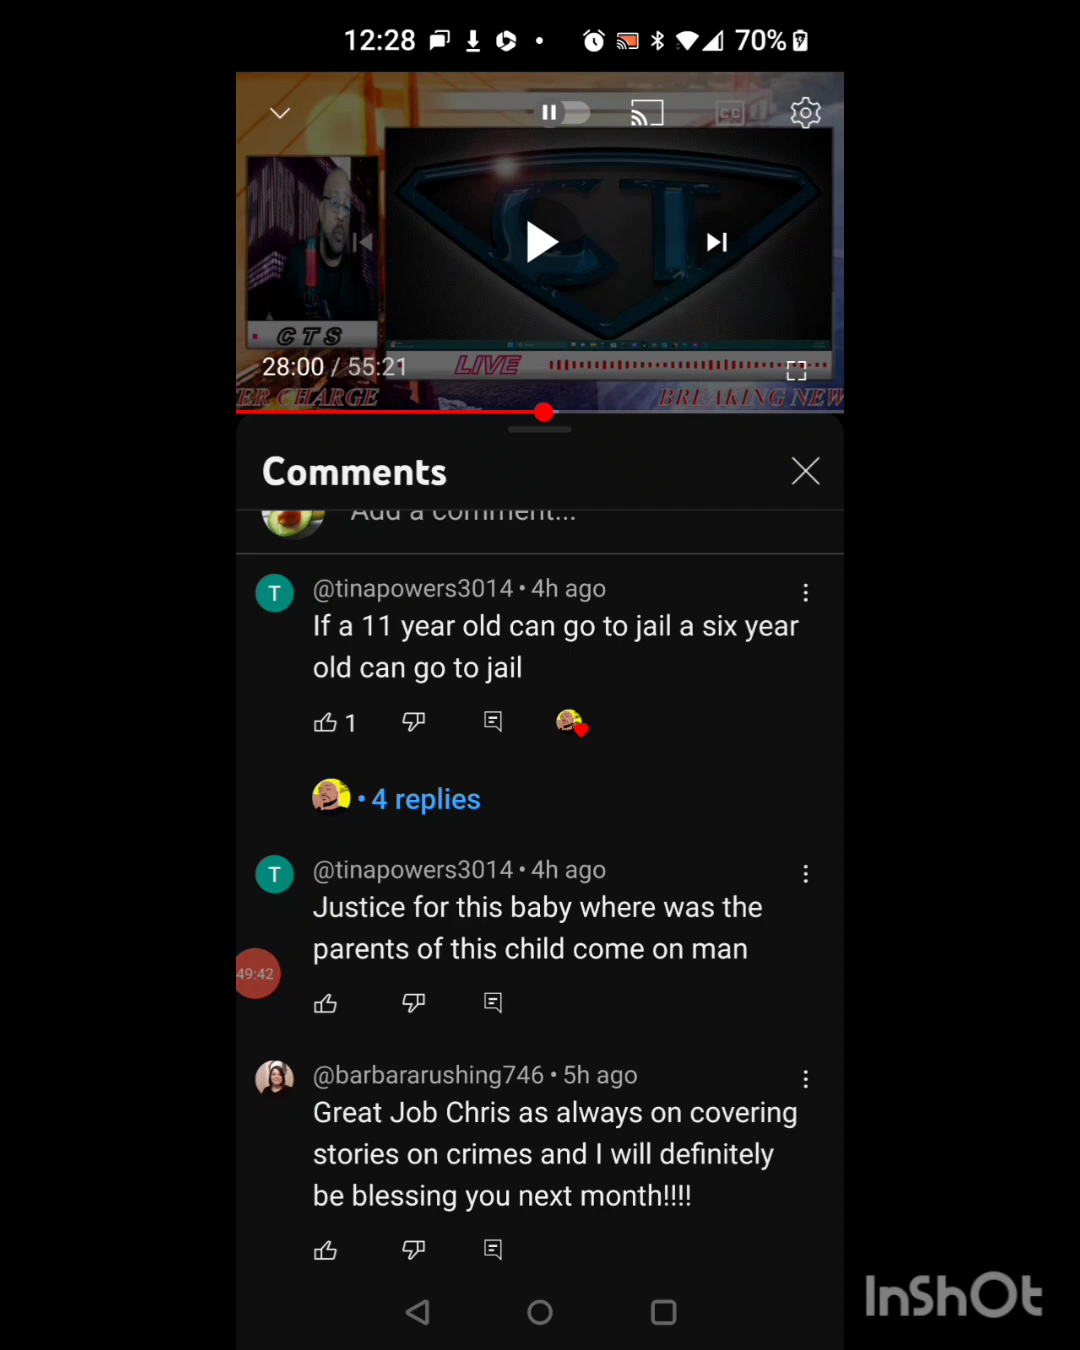 12:28
70%
CC
CT
CTS
28:00 / 55:21
LIVE
ER CHARGE
BREAKING NEW
Comments
Add a comment...
T
@tinapowers3014 • 4h ago
If a 11 year old can go to jail a six year
old can go to jail
1
• 4 replies
T
@tinapowers3014 • 4h ago
Justice for this baby where was the
parents of this child come on man
49:42
@barbararushing746 • 5h ago
Great Job Chris as always on covering
stories on crimes and I will definitely
be blessing you next month!!!!
InShOt